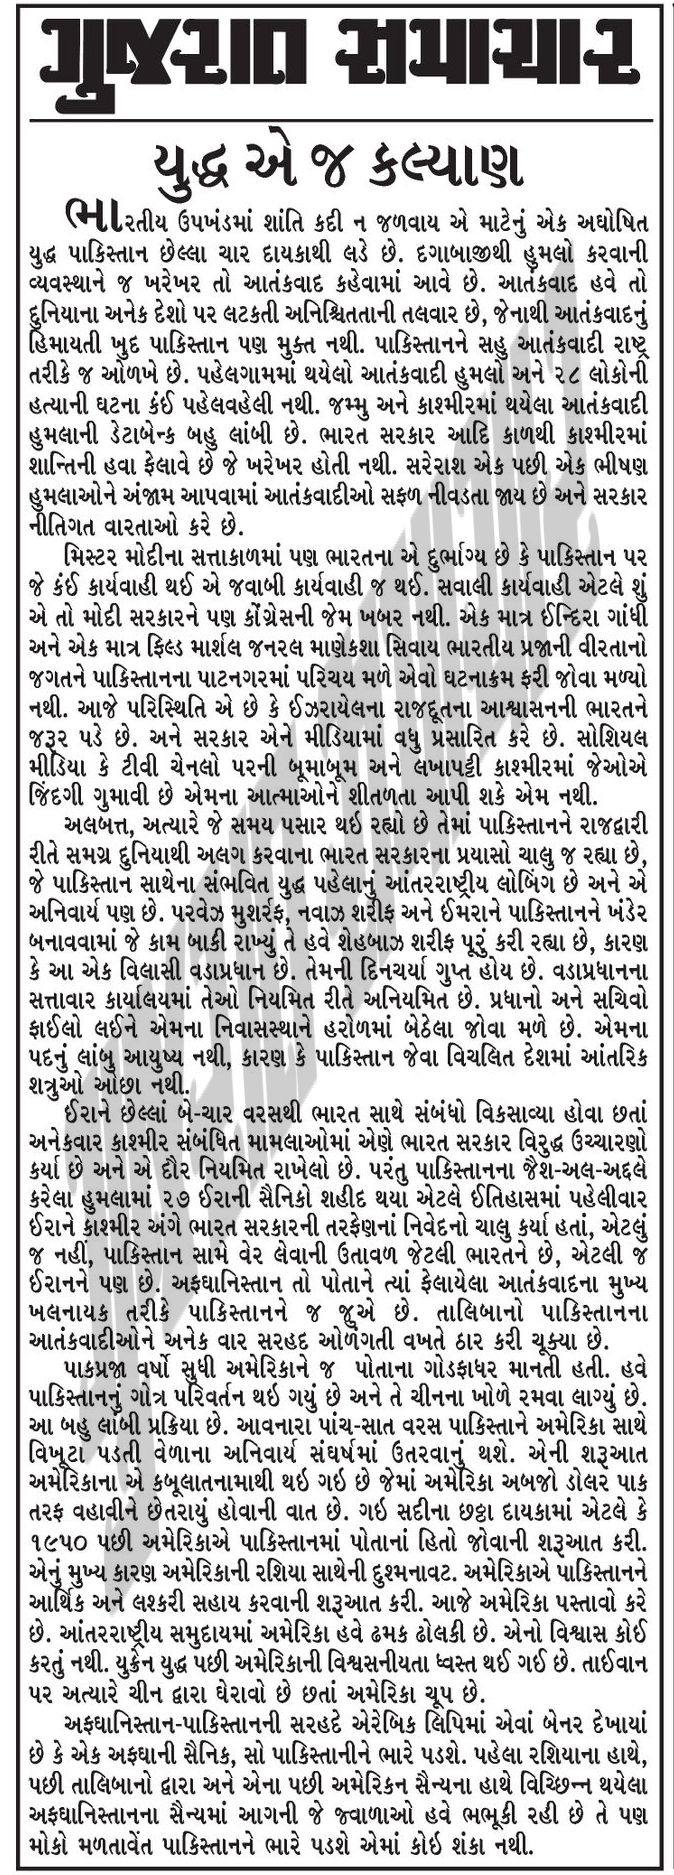 ગુજરાત સમાચાર
યુદ્ધ એ જ કલ્યાણ
ભારતીય ઉપખંડમાં શાંતિ કદી ન જળવાય એ માટેનું એક અઘોષિત
યુદ્ધ પાકિસ્તાન છેલ્લા ચાર દાયકાથી લડે છે. દગાબાજીથી હુમલો કરવાની
વ્યવસ્થાને જ ખરેખર તો આતંકવાદ કહેવામાં આવે છે. આતંકવાદ હવે તો
દુનિયાના અનેક દેશો પર લટકતી અનિશ્ચિતતાની તલવાર છે, જેનાથી આતંકવાદનું
હિમાયતી ખુદ પાકિસ્તાન પણ મુક્ત નથી. પાકિસ્તાનને સહુ આતંકવાદી રાષ્ટ્ર
તરીકે જ ઓળખે છે. પહેલગામમાં થયેલો આતંકવાદી હુમલો અને ૨૮ લોકોની
હત્યાની ઘટના કંઈ પહેલવહેલી નથી. જમ્મુ અને કાશ્મીરમાં થયેલા આતંકવાદી
હુમલાની ડેટાબેન્ક બહુ લાંબી છે. ભારત સરકાર આદિ કાળથી કાશ્મીરમાં
શાન્તિની હવા ફેલાવે છે જે ખરેખર હોતી નથી. સરેરાશ એક પછી એક ભીષણ
હુમલાઓને અંજામ આપવામાં આતંકવાદીઓ સફળ નીવડતા જાય છે અને સરકાર
નીતિગત વારતાઓ કરે છે.
મિસ્ટર મોદીના સત્તાકાળમાં પણ ભારતના એ દુર્ભાગ્ય છે કે પાકિસ્તાન પર
જે કંઈ કાર્યવાહી થઈ એ જવાબી કાર્યવાહી જ થઈ. સવાલી કાર્યવાહી એટલે શું
એ તો મોદી સરકારને પણ કોંગ્રેસની જેમ ખબર નથી. એક માત્ર ઈન્દિરા ગાંધી
અને એક માત્ર ફિલ્ડ માર્શલ જનરલ માણેકશા સિવાય ભારતીય પ્રજાની વીરતાનો
જગતને પાકિસ્તાનના પાટનગરમાં પરિચય મળે એવો ઘટનાક્રમ ફરી જોવા મળ્યો
નથી. આજે પરિસ્થિતિ એ છે કે ઈઝરાયેલના રાજદૂતના આશ્વાસનની ભારતને
જરૂર પડે છે. અને સરકાર એને મીડિયામાં વધુ પ્રસારિત કરે છે. સોશિયલ
મીડિયા કે ટીવી ચેનલો પરની બૂમાબૂમ અને લખાપટ્ટી કાશ્મીરમાં જેઓએ
જિંદગી ગુમાવી છે એમના આત્માઓને શીતળતા આપી શકે એમ નથી.
અલબત્ત, અત્યારે જે સમય પસાર થઇ રહ્યો છે તેમાં પાકિસ્તાનને રાજદ્વારી
રીતે સમગ્ર દુનિયાથી અલગ કરવાના ભારત સરકારના પ્રયાસો ચાલુ જ રહ્યા છે,
જે પાકિસ્તાન સાથેના સંભવિત યુદ્ધ પહેલાનું આંતરરાષ્ટ્રીય લોબિંગ છે અને એ
અનિવાર્ય પણ છે. પરવેઝ મુશર્રફ, નવાઝ શરીફ અને ઈમરાને પાકિસ્તાનને ખંડેર
બનાવવામાં જે કામ બાકી રાખ્યું તે હવે શેહબાઝ શરીફ પૂરું કરી રહ્યા છે, કારણ
કે આ એક વિલાસી વડાપ્રધાન છે. તેમની દિનચર્યા ગુપ્ત હોય છે. વડાપ્રધાનના
સત્તાવાર કાર્યાલયમાં તેઓ નિયમિત રીતે અનિયમિત છે. પ્રધાનો અને સચિવો
ફાઈલો લઈને એમના નિવાસસ્થાને હરોળમાં બેઠેલા જોવા મળે છે. એમના
પદનું લાંબુ આયુષ્ય નથી, કારણ કે પાકિસ્તાન જેવા વિચલિત દેશમાં આંતરિક
શત્રુઓ ઓછા નથી.
ઈરાને છેલ્લાં બે-ચાર વરસથી ભારત સાથે સંબંધો વિકસાવ્યા હોવા છતાં
અનેકવાર કાશ્મીર સંબંધિત મામલાઓમાં એણે ભારત સરકાર વિરુદ્ધ ઉચ્ચારણો
કર્યા છે અને એ દૌર નિયમિત રાખેલો છે. પરંતુ પાકિસ્તાનના જૈશ-અલ-અદ્દલે
કરેલા હુમલામાં ૨૭ ઈરાની સૈનિકો શહીદ થયા એટલે ઈતિહાસમાં પહેલીવાર
ઈરાને કાશ્મીર અંગે ભારત સરકારની તરફેણનાં નિવેદનો ચાલુ કર્યા હતાં, એટલું
જ નહીં, પાકિસ્તાન સામે વેર લેવાની ઉતાવળ જેટલી ભારતને છે, એટલી જ
ઈરાનને પણ છે. અફઘાનિસ્તાન તો પોતાને ત્યાં ફેલાયેલા આતંકવાદના મુખ્ય
ખલનાયક તરીકે પાકિસ્તાનને જ જુએ છે. તાલિબાનો પાકિસ્તાનના
આતંકવાદીઓને અનેક વાર સરહદ ઓળંગતી વખતે ઠાર કરી ચૂક્યા છે.
પાકપ્રજા વર્ષો સુધી અમેરિકાને જ પોતાના ગોડફાધર માનતી હતી. હવે
પાકિસ્તાનનું ગોત્ર પરિવર્તન થઇ ગયું છે અને તે ચીનના ખોળે રમવા લાગ્યું છે.
આ બહુ લાંબી પ્રક્રિયા છે. આવનારા પાંચ-સાત વરસ પાકિસ્તાને અમેરિકા સાથે
વિખૂટા પડતી વેળાના અનિવાર્ય સંઘર્ષમાં ઉતરવાનું થશે. એની શરૂઆત
અમેરિકાના એ કબૂલાતનામાથી થઇ ગઇ છે જેમાં અમેરિકા અબજો ડોલર પાક
તરફ વહાવીને છેતરાયું હોવાની વાત છે. ગઇ સદીના છઠ્ઠા દાયકામાં એટલે કે
૧૯૫૦ પછી અમેરિકાએ પાકિસ્તાનમાં પોતાનાં હિતો જોવાની શરૂઆત કરી.
એનું મુખ્ય કારણ અમેરિકાની રશિયા સાથેની દુશ્મનાવટ. અમેરિકાએ પાકિસ્તાનને
આર્થિક અને લશ્કરી સહાય કરવાની શરૂઆત કરી. આજે અમેરિકા પસ્તાવો કરે
છે. આંતરરાષ્ટ્રીય સમુદાયમાં અમેરિકા હવે ઢમક ઢોલકી છે. એનો વિશ્વાસ કોઈ
કરતું નથી. યુક્રેન યુદ્ધ પછી અમેરિકાની વિશ્વસનીયતા ધ્વસ્ત થઈ ગઈ છે. તાઈવાન
પર અત્યારે ચીન દ્વારા ઘેરાવો છે છતાં અમેરિકા ચૂપ છે.
અફઘાનિસ્તાન-પાકિસ્તાનની સરહદે એરેબિક લિપિમાં એવાં બેનર દેખાયાં
છે કે એક અફઘાની સૈનિક, સો પાકિસ્તાનીને ભારે પડશે. પહેલા રશિયાના હાથે,
પછી તાલિબાનો દ્વારા અને એના પછી અમેરિકન સૈન્યના હાથે વિચ્છિન્ન થયેલા
અફઘાનિસ્તાનના સૈન્યમાં આગની જે જ્વાળાઓ હવે ભભૂકી રહી છે તે પણ
મોકો મળતાવેંત પાકિસ્તાનને ભારે પડશે એમાં કોઇ શંકા નથી.